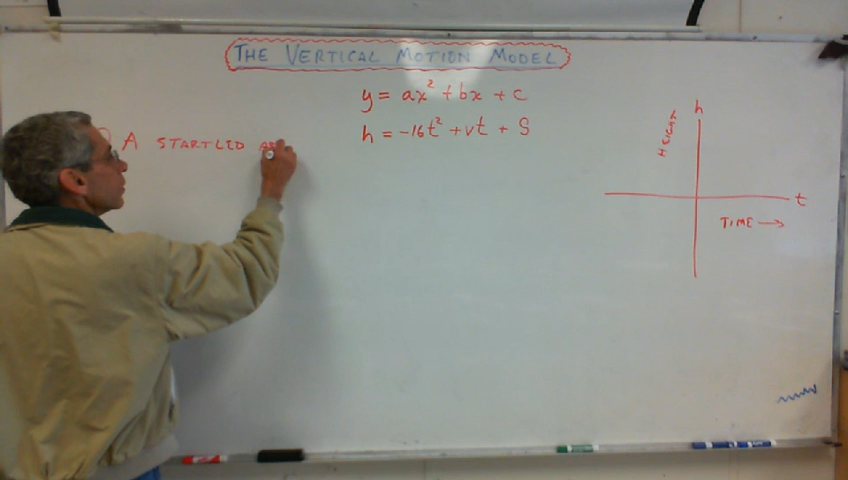 THE VERTICAL MOTION MODEL
y = ax² + bx + c
h = -16t² + vt + s
A STARTLED
h
HEIGHT
t
TIME →